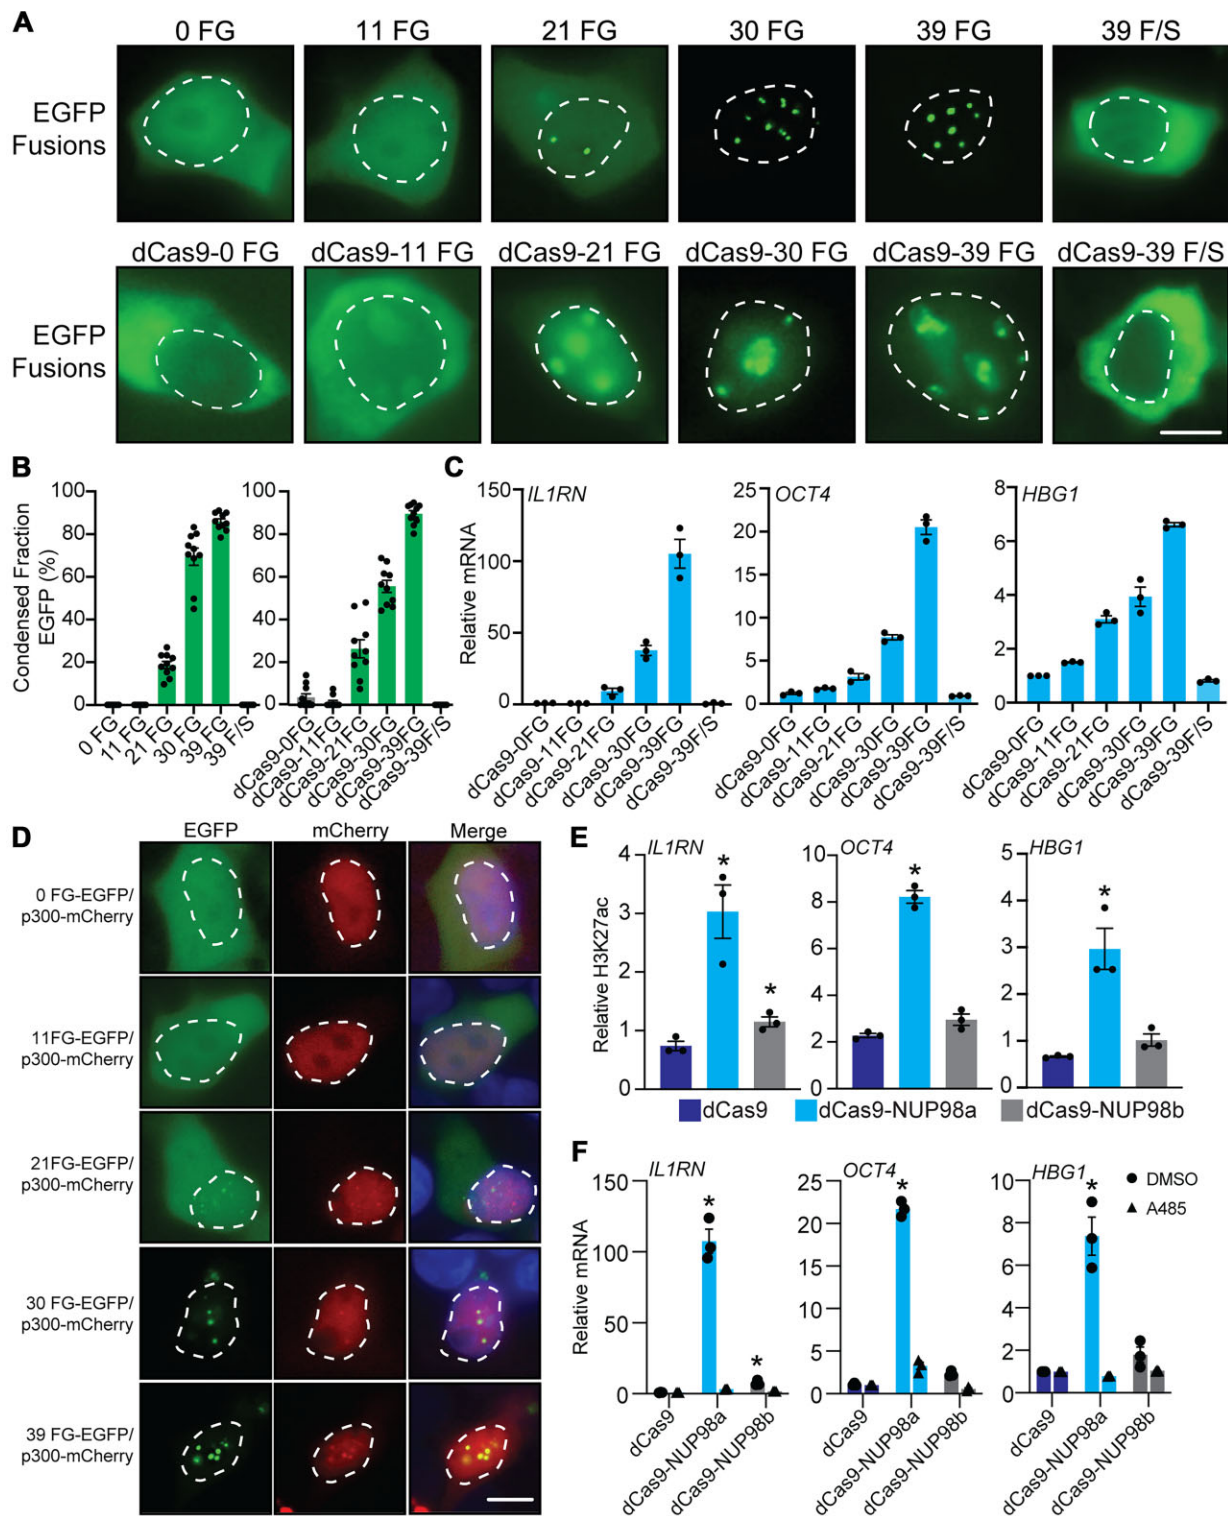 A
0 FG
11 FG
21 FG
30 FG
39 FG
39 F/S
EGFP
Fusions
dCas9-0 FG
dCas9-11 FG
dCas9-21 FG
dCas9-30 FG
dCas9-39 FG
dCas9-39 F/S
EGFP
Fusions
B
Condensed Fraction
EGFP (%)
100
80
60
40
20
0
0 FG
11 FG
21 FG
30 FG
39 FG
39 F/S
100
80
60
40
20
0
dCas9-0FG
dCas9-11FG
dCas9-21FG
dCas9-30FG
dCas9-39FG
dCas9-39F/S
C
Relative mRNA
IL1RN
150
100
50
0
dCas9-0FG
dCas9-11FG
dCas9-21FG
dCas9-30FG
dCas9-39FG
dCas9-39F/S
OCT4
25
20
15
10
5
0
dCas9-0FG
dCas9-11FG
dCas9-21FG
dCas9-30FG
dCas9-39FG
dCas9-39F/S
HBG1
8
6
4
2
0
dCas9-0FG
dCas9-11FG
dCas9-21FG
dCas9-30FG
dCas9-39FG
dCas9-39F/S
D
EGFP
mCherry
Merge
0 FG-EGFP/
p300-mCherry
11FG-EGFP/
p300-mCherry
21FG-EGFP/
p300-mCherry
30 FG-EGFP/
p300-mCherry
39 FG-EGFP/
p300-mCherry
E
Relative H3K27ac
IL1RN
4
3
2
1
0
*
*
OCT4
10
8
6
4
2
0
*
HBG1
5
4
3
2
1
0
*
dCas9
dCas9-NUP98a
dCas9-NUP98b
F
Relative mRNA
IL1RN
150
100
50
0
*
*
dCas9
dCas9-NUP98a
dCas9-NUP98b
OCT4
25
20
15
10
5
0
*
dCas9
dCas9-NUP98a
dCas9-NUP98b
HBG1
10
8
6
4
2
0
*
DMSO
A485
dCas9
dCas9-NUP98a
dCas9-NUP98b